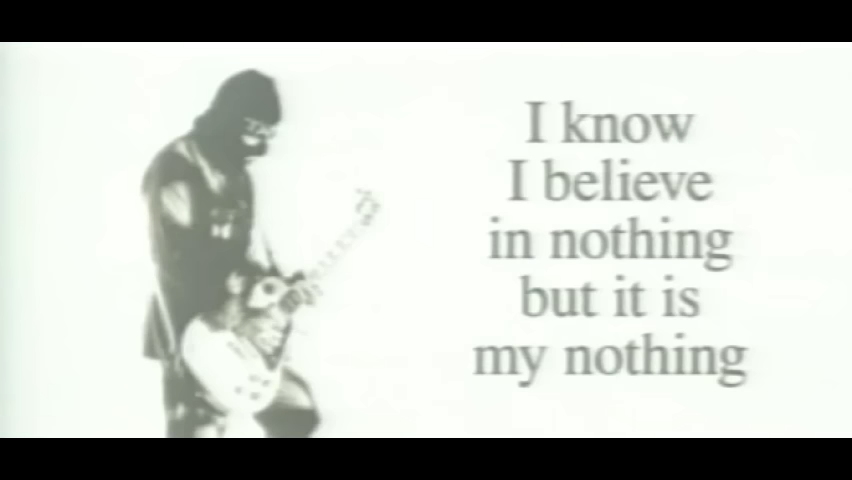 I know
I believe
in nothing
but it is
my nothing